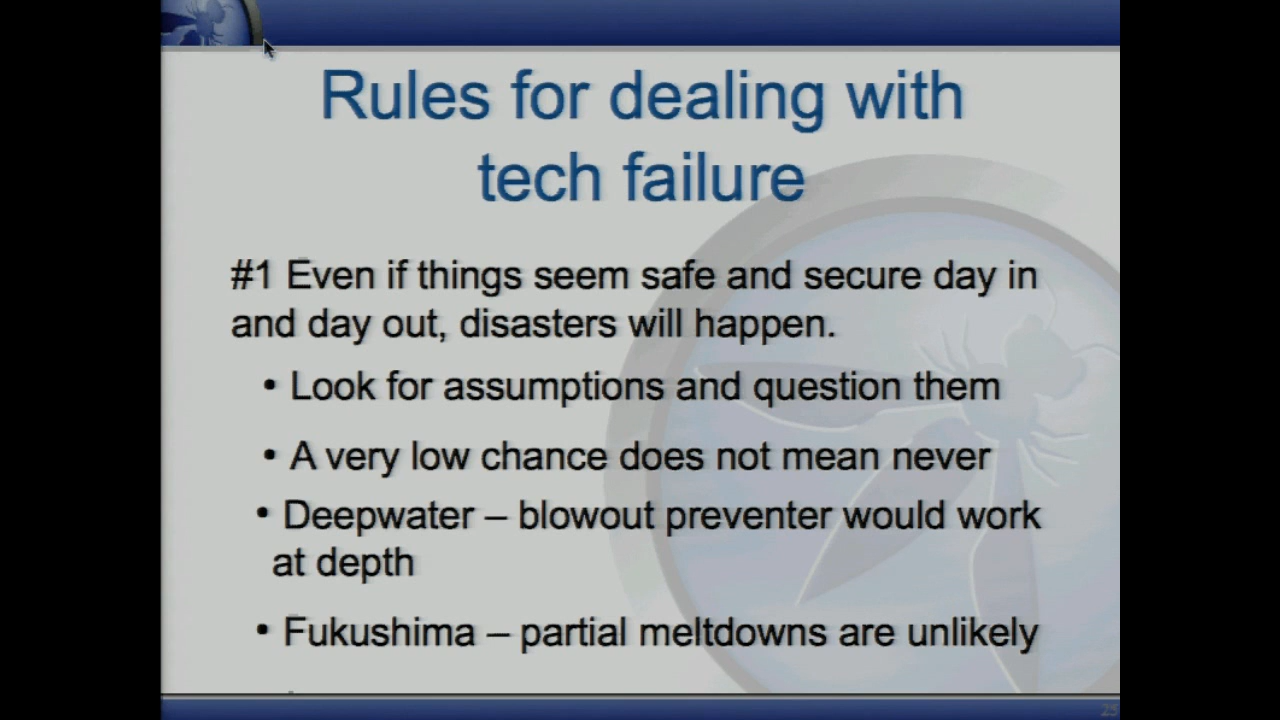 Rules for dealing with
tech failure
#1 Even if things seem safe and secure day in
and day out, disasters will happen.
• Look for assumptions and question them
• A very low chance does not mean never
• Deepwater – blowout preventer would work
at depth
• Fukushima – partial meltdowns are unlikely
25